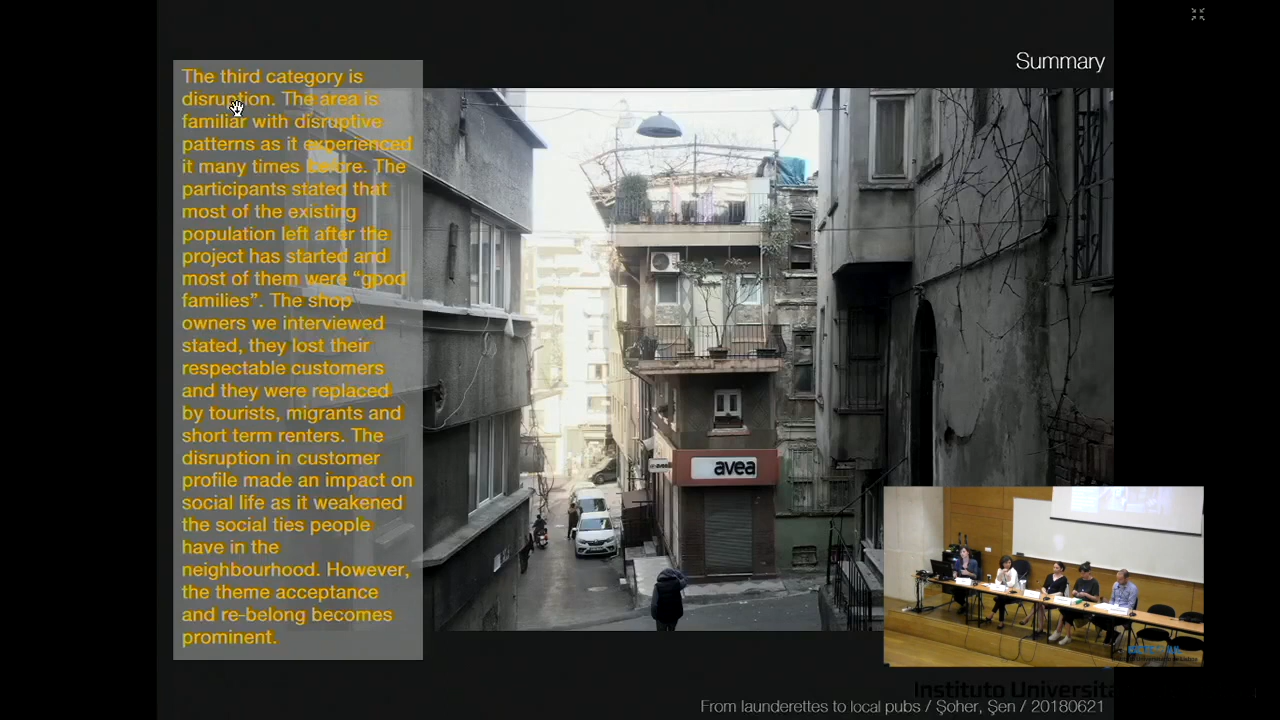 Summary
The third category is
disruption. The area is
familiar with disruptive
patterns as it experienced
it many times before. The
participants stated that
most of the existing
population left after the
project has started and
most of them were “good
families”. The shop
owners we interviewed
stated, they lost their
respectable customers
and they were replaced
by tourists, migrants and
short term renters. The
disruption in customer
profile made an impact on
social life as it weakened
the social ties people
have in the
neighbourhood. However,
the theme acceptance
and re-belong becomes
prominent.
avea
Instituto Universita
From launderettes to local pubs / Şoher, Şen / 20180621